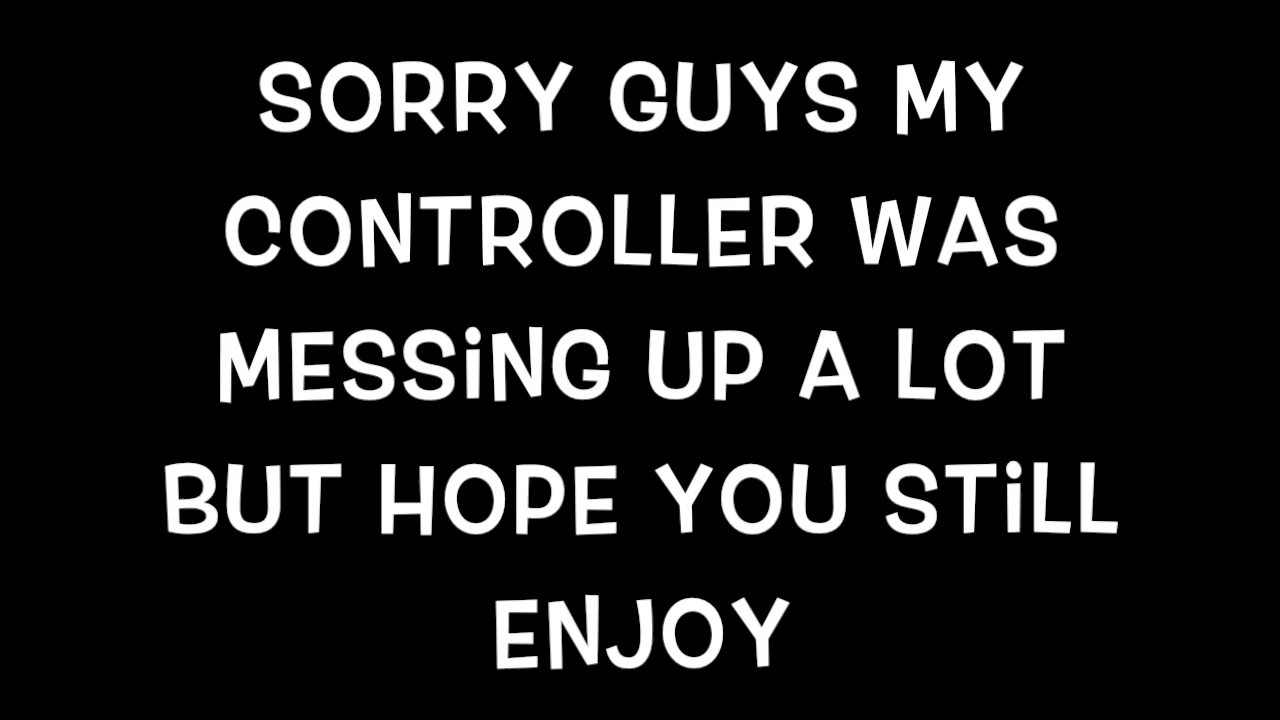 SORRY GUYS MY
CONTROLLER WAS
MESSiNG UP A LOT
BUT HOPE YOU STiLL
ENJOY